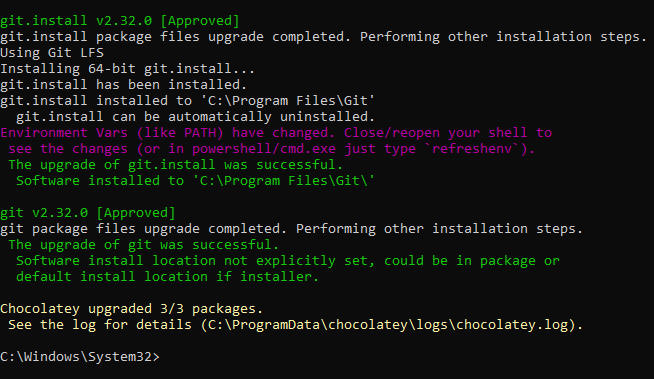 git.install v2.32.0 [Approved]
git.install package files upgrade completed. Performing other installation steps.
Using Git LFS
Installing 64-bit git.install...
git.install has been installed.
git.install installed to 'C:\Program Files\Git'
  git.install can be automatically uninstalled.
Environment Vars (like PATH) have changed. Close/reopen your shell to
 see the changes (or in powershell/cmd.exe just type `refreshenv`).
 The upgrade of git.install was successful.
  Software installed to 'C:\Program Files\Git\'

git v2.32.0 [Approved]
git package files upgrade completed. Performing other installation steps.
 The upgrade of git was successful.
  Software install location not explicitly set, could be in package or
  default install location if installer.

Chocolatey upgraded 3/3 packages.
 See the log for details (C:\ProgramData\chocolatey\logs\chocolatey.log).

C:\Windows\System32>